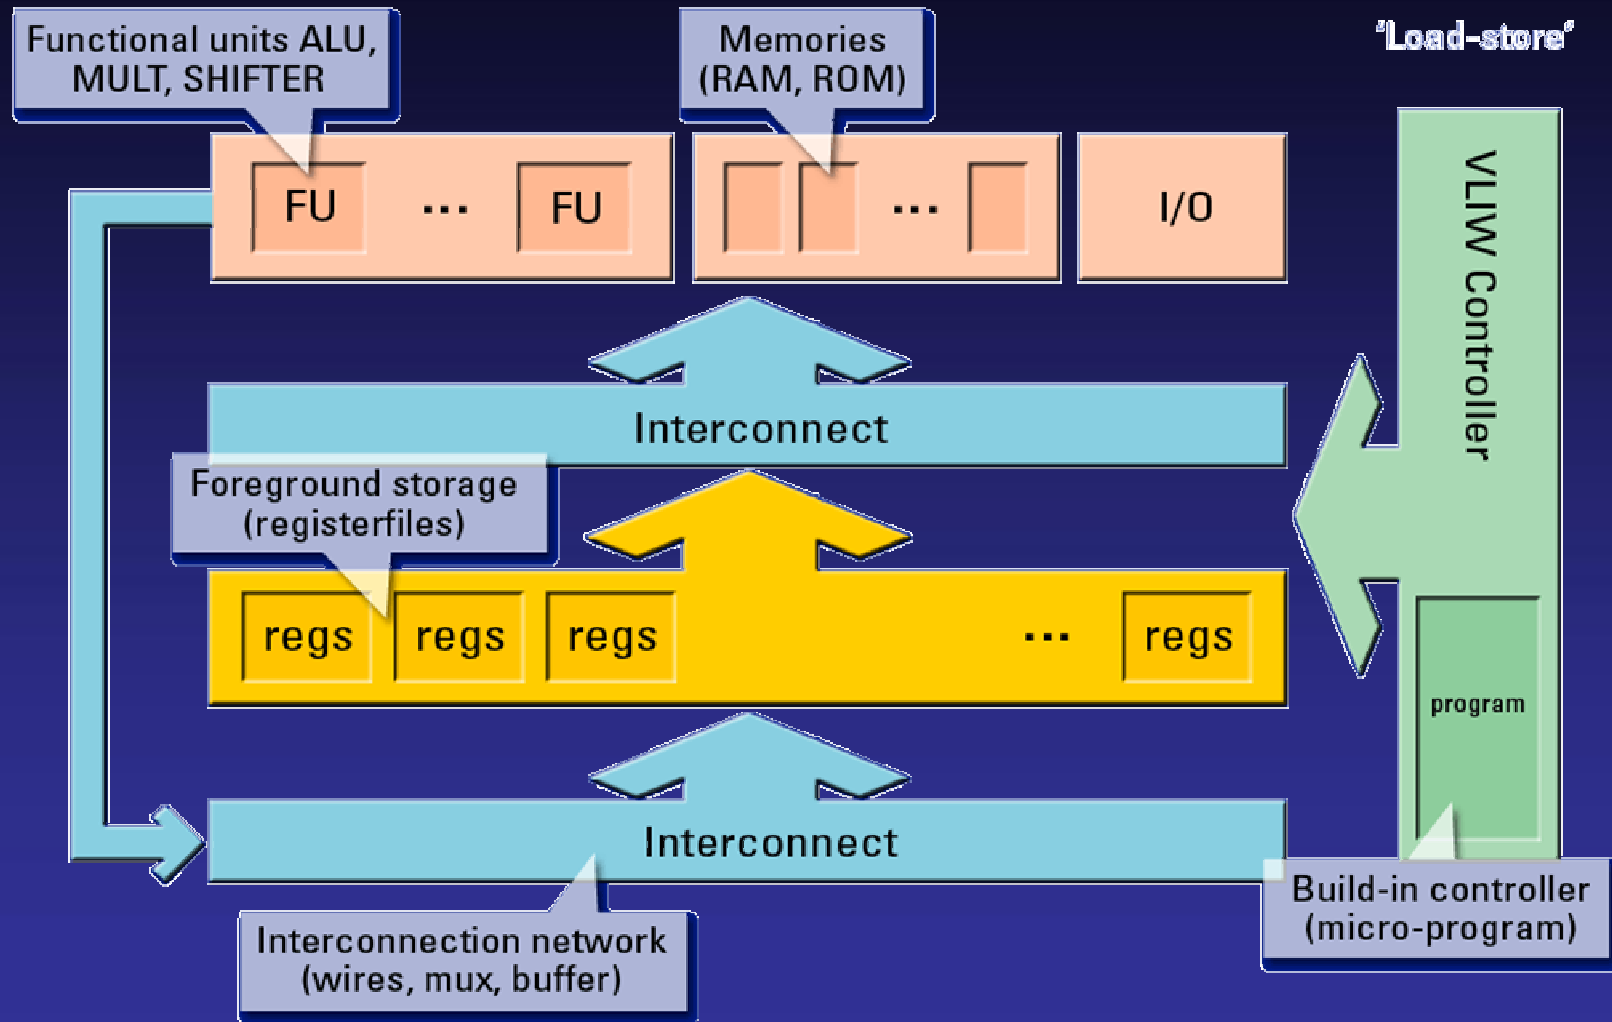 Functional units ALU,
MULT, SHIFTER
Memories
(RAM, ROM)
'Load-store'
FU
...
FU
...
I/O
VLIW Controller
Interconnect
Foreground storage
(registerfiles)
regs
regs
regs
...
regs
program
Interconnect
Build-in controller
(micro-program)
Interconnection network
(wires, mux, buffer)